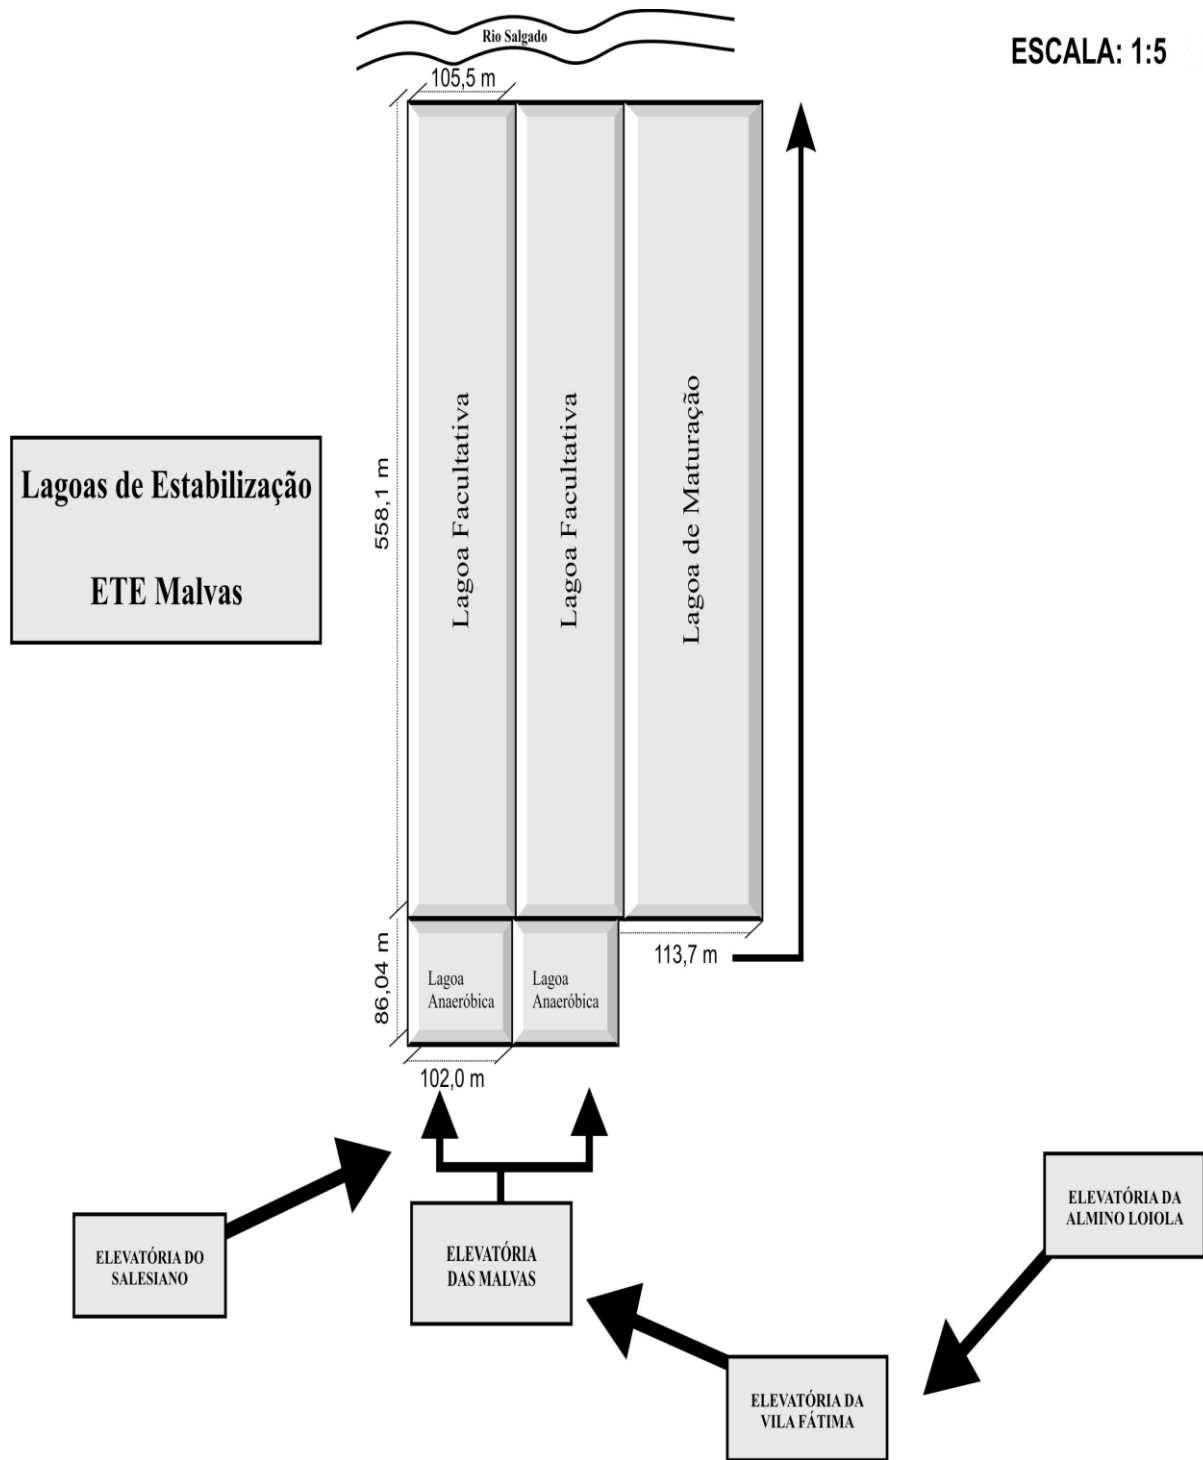 Rio Salgado
ESCALA: 1:5
105,5 m
558,1 m
Lagoa Facultativa
Lagoa Facultativa
Lagoa de Maturação
Lagoas de Estabilização
ETE Malvas
86,04 m
Lagoa
Anaeróbica
Lagoa
Anaeróbica
113,7 m
102,0 m
ELEVATÓRIA DO
SALESIANO
ELEVATÓRIA
DAS MALVAS
ELEVATÓRIA DA
ALMINO LOIOLA
ELEVATÓRIA DA
VILA FÁTIMA